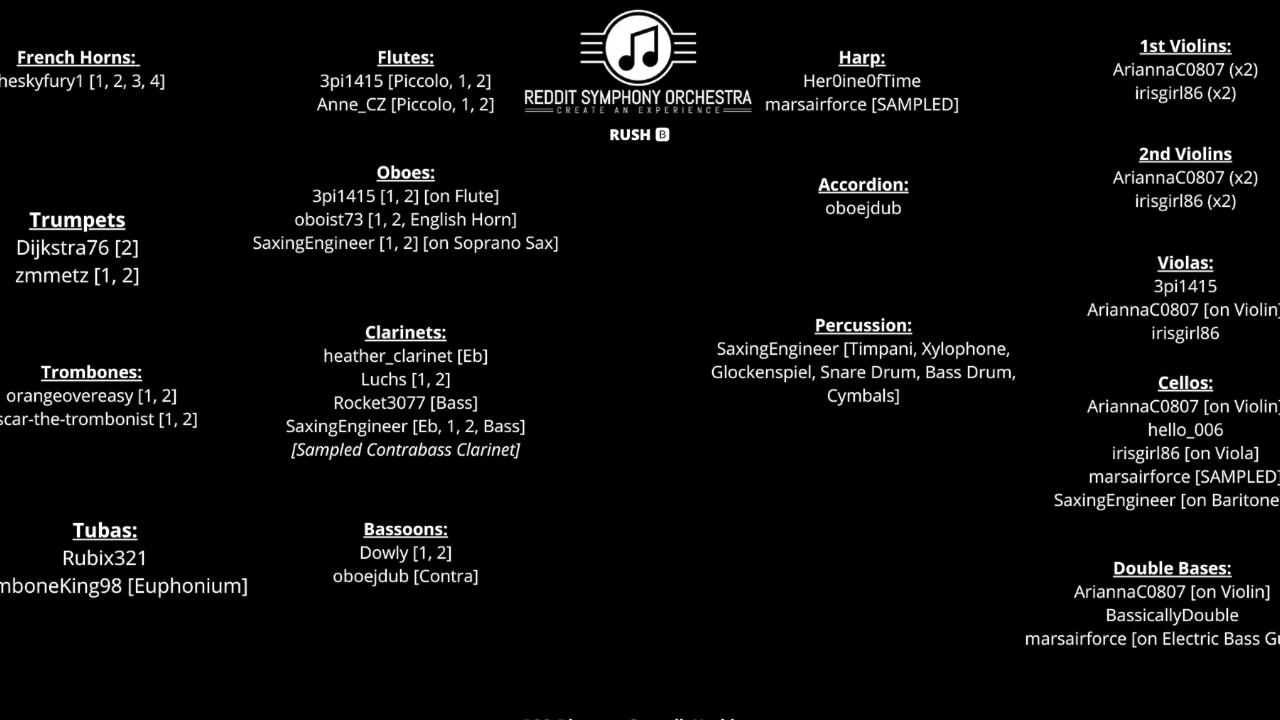 French Horns:
heskyfury1 [1, 2, 3, 4]
Trumpets
Dijkstra76 [2]
zmmetz [1, 2]
Trombones:
orangeovereasy [1, 2]
scar-the-trombonist [1, 2]
Tubas:
Rubix321
mboneKing98 [Euphonium]
Flutes:
3pi1415 [Piccolo, 1, 2]
Anne_CZ [Piccolo, 1, 2]
Oboes:
3pi1415 [1, 2] [on Flute]
oboist73 [1, 2, English Horn]
SaxingEngineer [1, 2] [on Soprano Sax]
Clarinets:
heather_clarinet [Eb]
Luchs [1, 2]
Rocket3077 [Bass]
SaxingEngineer [Eb, 1, 2, Bass]
[Sampled Contrabass Clarinet]
Bassoons:
Dowly [1, 2]
oboejdub [Contra]
REDDIT SYMPHONY ORCHESTRA
CREATE AN EXPERIENCE
RUSH 🅱
Harp:
Her0ine0fTime
marsairforce [SAMPLED]
Accordion:
oboejdub
Percussion:
SaxingEngineer [Timpani, Xylophone,
Glockenspiel, Snare Drum, Bass Drum,
Cymbals]
1st Violins:
AriannaC0807 (x2)
irisgirl86 (x2)
2nd Violins
AriannaC0807 (x2)
irisgirl86 (x2)
Violas:
3pi1415
AriannaC0807 [on Violin]
irisgirl86
Cellos:
AriannaC0807 [on Violin]
hello_006
irisgirl86 [on Viola]
marsairforce [SAMPLED]
SaxingEngineer [on Baritone
Double Bases:
AriannaC0807 [on Violin]
BassicallyDouble
marsairforce [on Electric Bass Gu